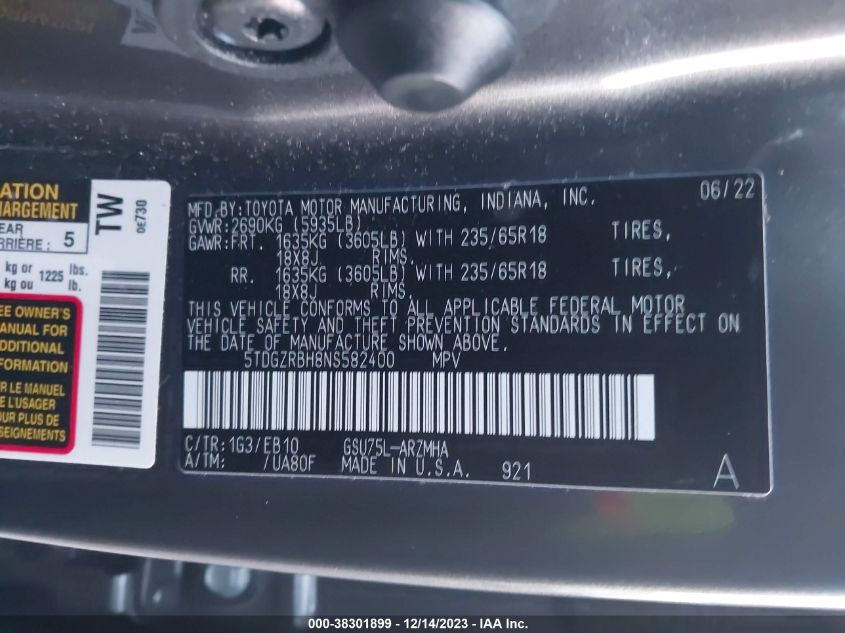 ATION
HARGEMENT
EAR
RRIÈRE : 5
kg or 1225 lbs.
kg ou lb.
EE OWNER'S
MANUAL FOR
ADDITIONAL
INFORMATION
IR LE MANUEL
E L'USAGER
OUR PLUS DE
SEIGNEMENTS
TW
0E730
MFD.BY:TOYOTA MOTOR MANUFACTURING, INDIANA, INC. 06/22
GVWR:2690KG (5935LB)
GAWR:FRT. 1635KG (3605LB) WITH 235/65R18 TIRES,
18X8J RIMS,
RR. 1635KG (3605LB) WITH 235/65R18 TIRES,
18X8J RIMS.
THIS VEHICLE CONFORMS TO ALL APPLICABLE FEDERAL MOTOR
VEHICLE SAFETY AND THEFT PREVENTION STANDARDS IN EFFECT ON
THE DATE OF MANUFACTURE SHOWN ABOVE.
5TDGZRBH8NS582400 MPV
C/TR:1G3/EB10 GSU75L-ARZMHA
A/TM: /UA80F MADE IN U.S.A. 921
A
000-38301899 - 12/14/2023 - IAA Inc.